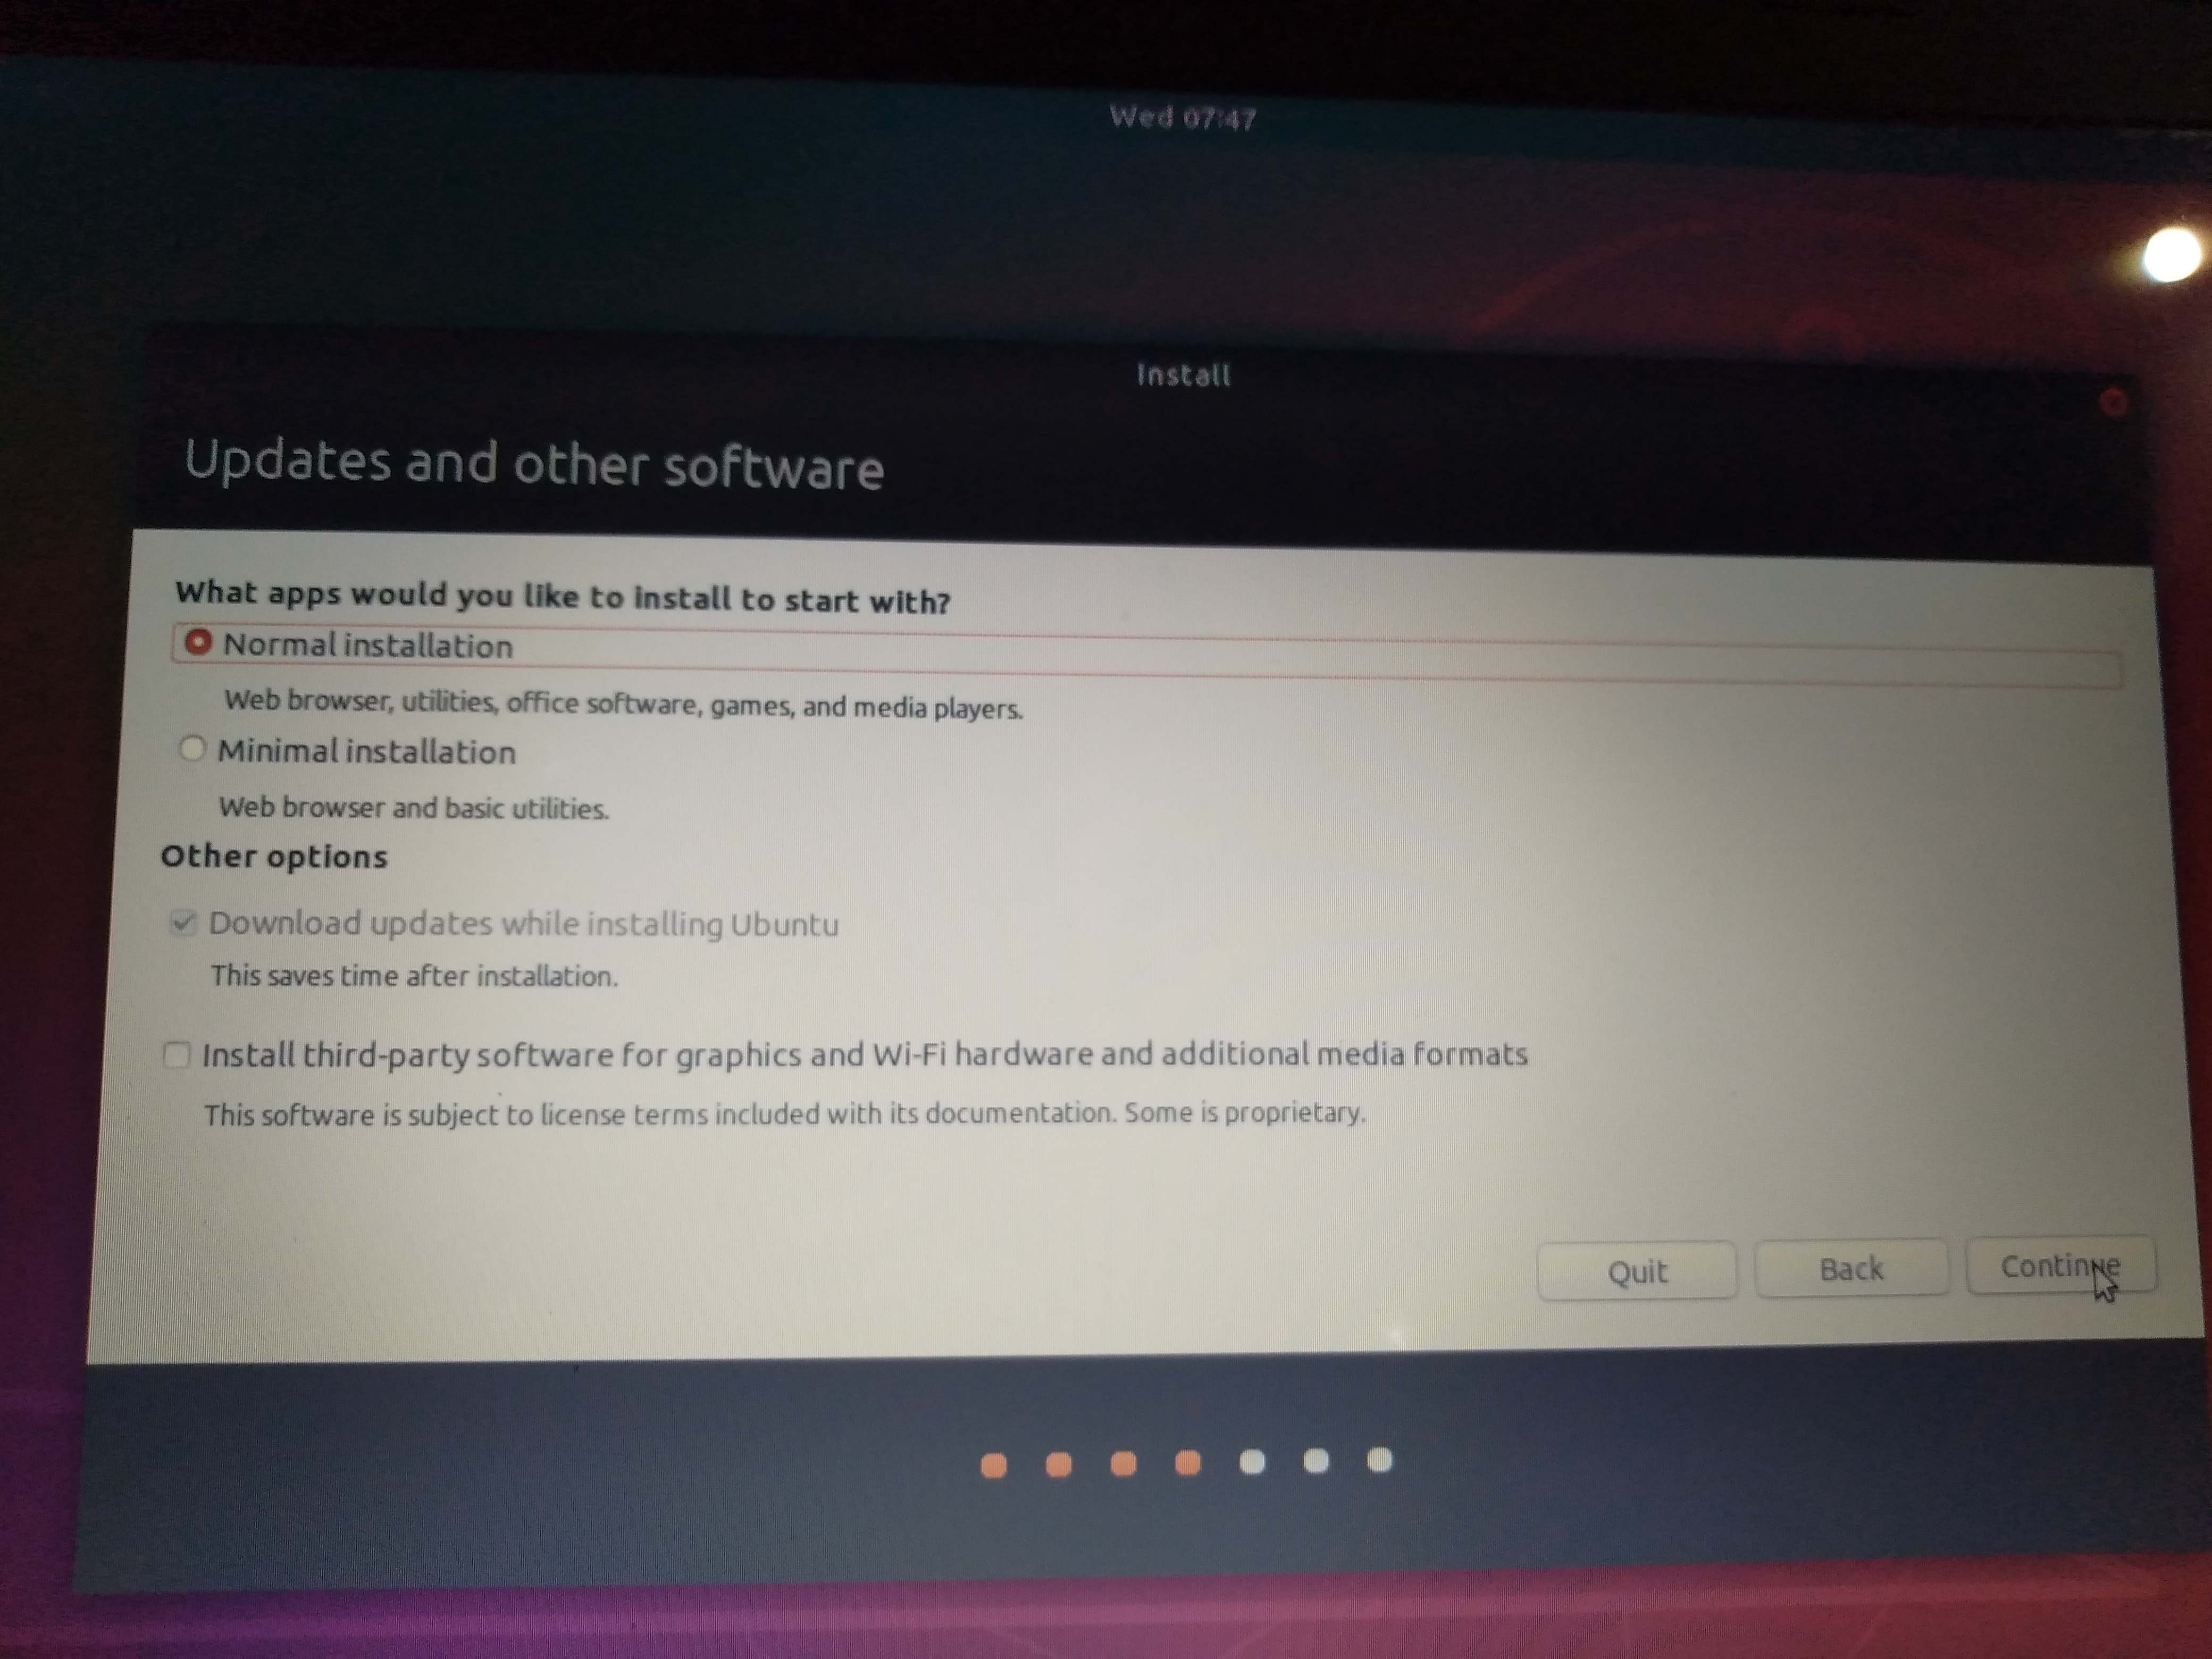 Wed 07:47
Install
Updates and other software
What apps would you like to install to start with?
Normal installation
Web browser, utilities, office software, games, and media players.
Minimal installation
Web browser and basic utilities.
Other options
Download updates while installing Ubuntu
This saves time after installation.
Install third-party software for graphics and Wi-Fi hardware and additional media formats
This software is subject to license terms included with its documentation. Some is proprietary.
Quit
Back
Continue